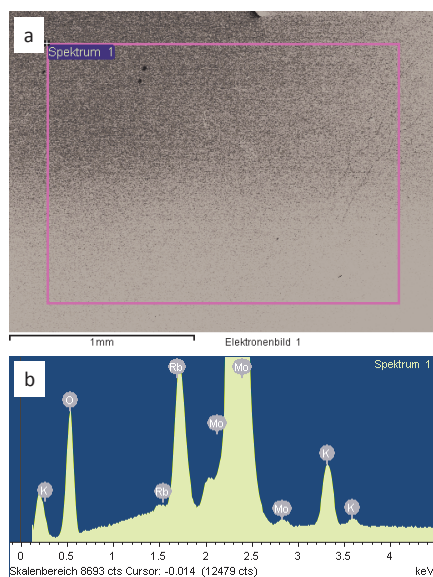 a
Spektrum 1
1mm
Elektronenbild 1
b
Spektrum 1
Rb
Mo
O
Mo
K
K
Rb
Mo
K
0 0.5 1 1.5 2 2.5 3 3.5 4
Skalenbereich 8693 cts Cursor: -0.014 (12479 cts)
keV